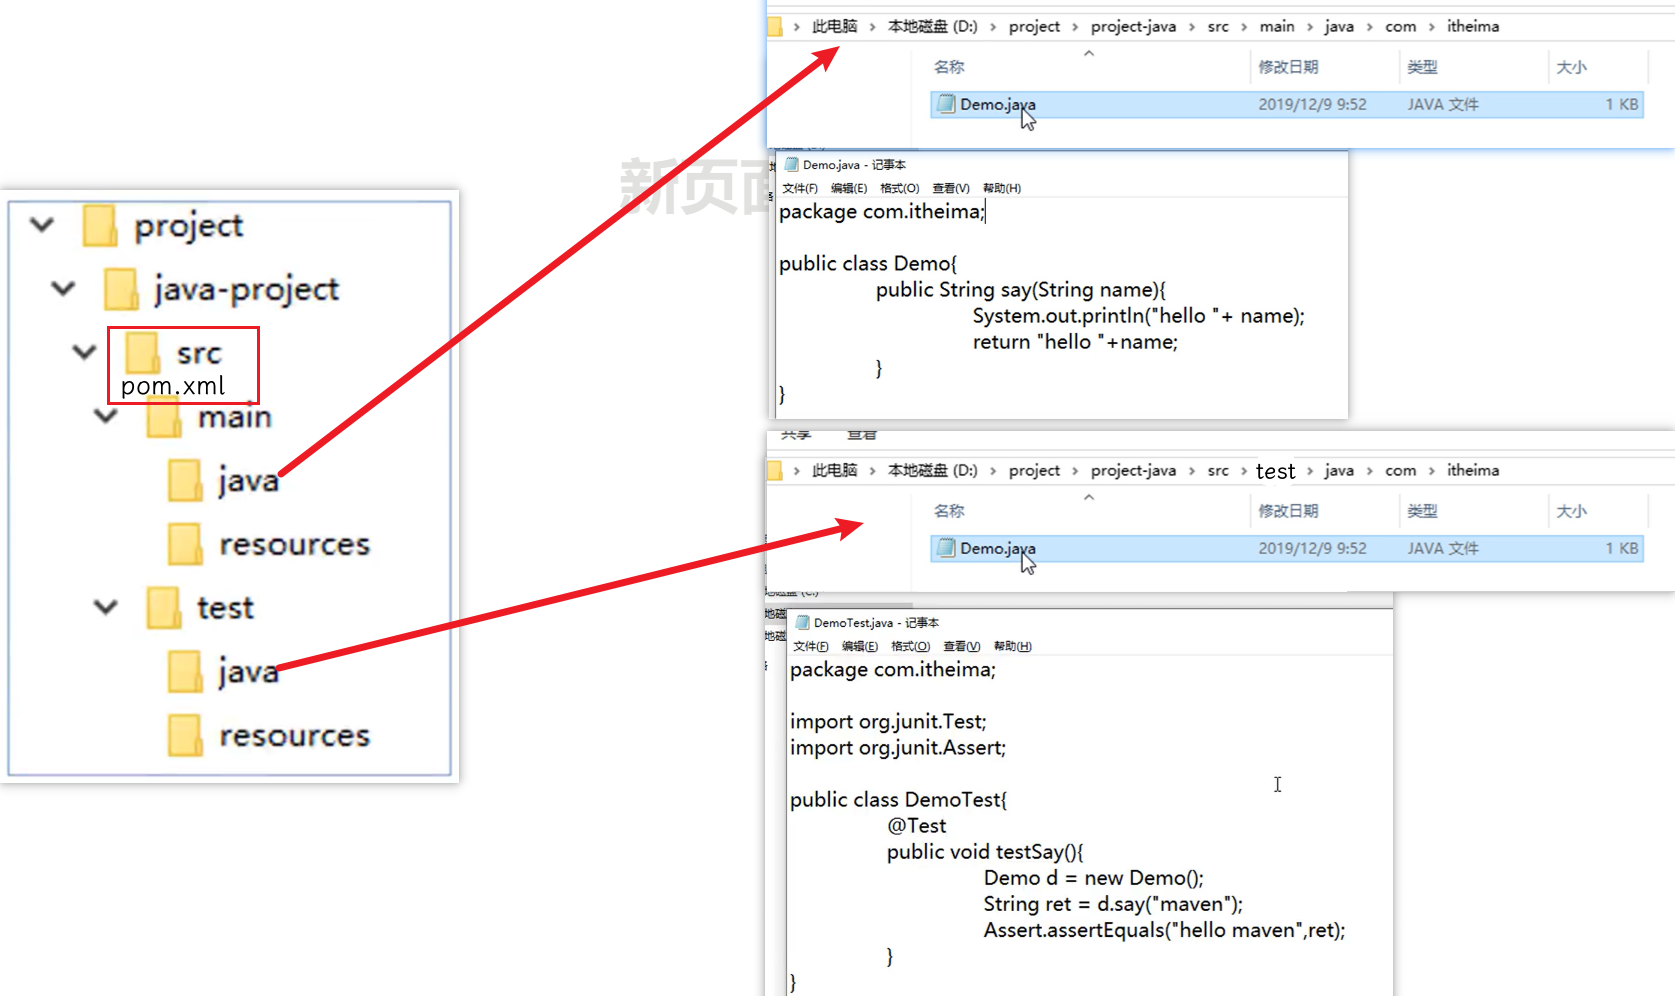 project
java-project
src
pom.xml
main
java
resources
test
java
resources
新页面
此电脑 › 本地磁盘 (D:) › project › project-java › src › main › java › com › itheima
名称 修改日期 类型 大小
Demo.java 2019/12/9 9:52 JAVA 文件 1 KB
Demo.java - 记事本
文件(F) 编辑(E) 格式(O) 查看(V) 帮助(H)
package com.itheima;
public class Demo{
public String say(String name){
System.out.println("hello "+ name);
return "hello "+name;
}
}
共享 查看
此电脑 › 本地磁盘 (D:) › project › project-java › src › test › java › com › itheima
名称 修改日期 类型 大小
Demo.java 2019/12/9 9:52 JAVA 文件 1 KB
DemoTest.java - 记事本
文件(F) 编辑(E) 格式(O) 查看(V) 帮助(H)
package com.itheima;
import org.junit.Test;
import org.junit.Assert;
public class DemoTest{
@Test
public void testSay(){
Demo d = new Demo();
String ret = d.say("maven");
Assert.assertEquals("hello maven",ret);
}
}